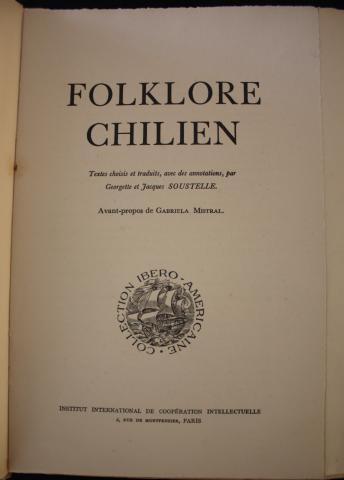 FOLKLORE
CHILIEN
Textes choisis et traduits, avec des annotations, par
Georgette et Jacques SOUSTELLE.
Avant-propos de GABRIELA MISTRAL.
COLLECTION IBERO-AMERICAINE
INSTITUT INTERNATIONAL DE COOPÉRATION INTELLECTUELLE
2, RUE DE MONTPENSIER, PARIS